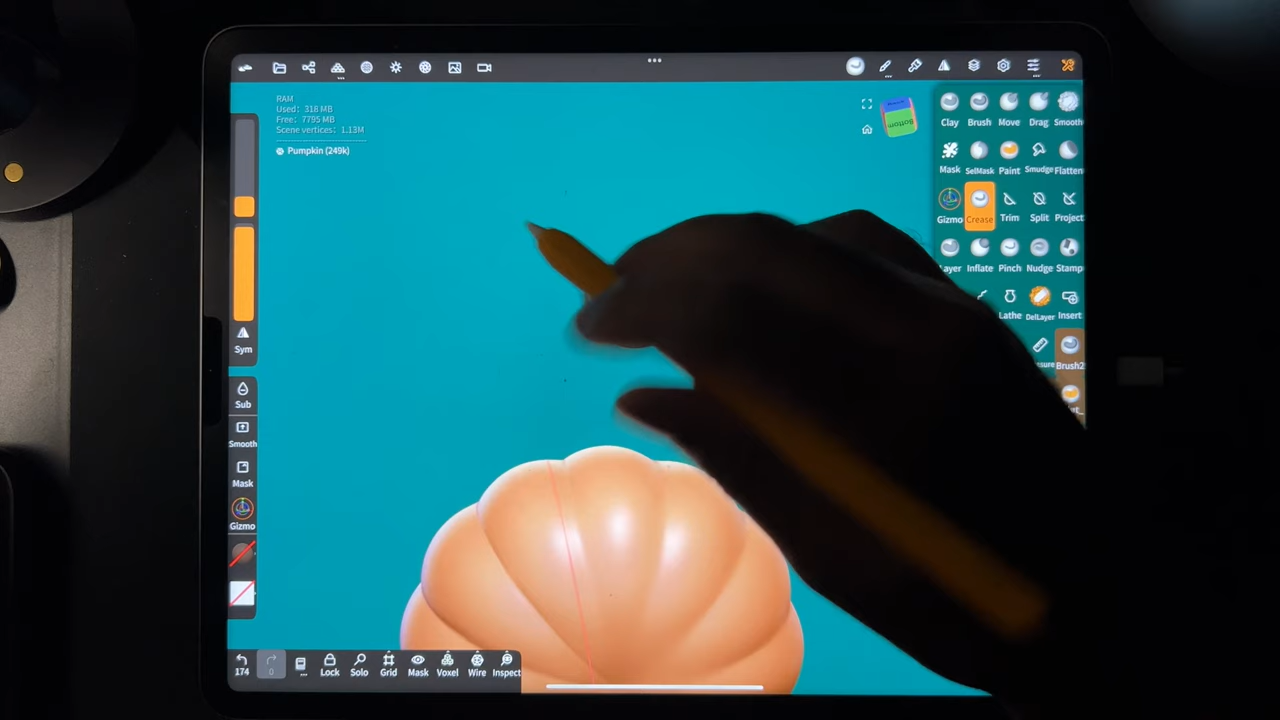 RAM
Used: 318 MB
Free: 7795 MB
Scene vertices: 1.13M
Pumpkin (249k)
Bottom
Clay Brush Move Drag Smooth
Mask SelMask Paint Smudge Flatten
Gizmo Crease Trim Split Project
Layer Inflate Pinch Nudge Stamp
Lathe DelLayer Insert
Brush2
Sym
Sub
Smooth
Mask
Gizmo
174 0 Lock Solo Grid Mask Voxel Wire Inspect